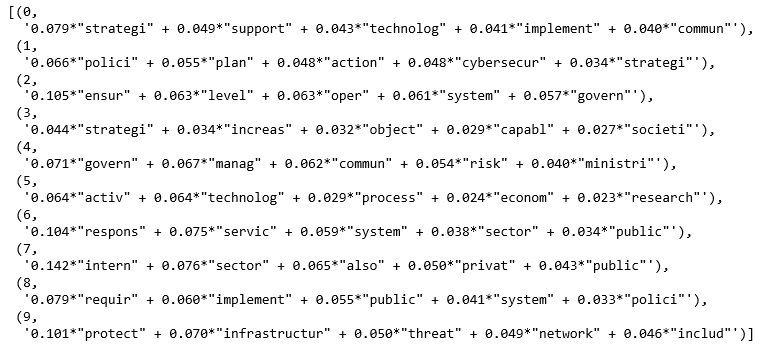 [(0,
'0.079*"strategi" + 0.049*"support" + 0.043*"technolog" + 0.041*"implement" + 0.040*"commun"'),
(1,
'0.066*"polici" + 0.055*"plan" + 0.048*"action" + 0.048*"cybersecur" + 0.034*"strategi"'),
(2,
'0.105*"ensur" + 0.063*"level" + 0.063*"oper" + 0.061*"system" + 0.057*"govern"'),
(3,
'0.044*"strategi" + 0.034*"increas" + 0.032*"object" + 0.029*"capabl" + 0.027*"societi"'),
(4,
'0.071*"govern" + 0.067*"manag" + 0.062*"commun" + 0.054*"risk" + 0.040*"ministri"'),
(5,
'0.064*"activ" + 0.064*"technolog" + 0.029*"process" + 0.024*"econom" + 0.023*"research"'),
(6,
'0.104*"respons" + 0.075*"servic" + 0.059*"system" + 0.038*"sector" + 0.034*"public"'),
(7,
'0.142*"intern" + 0.076*"sector" + 0.065*"also" + 0.050*"privat" + 0.043*"public"'),
(8,
'0.079*"requir" + 0.060*"implement" + 0.055*"public" + 0.041*"system" + 0.033*"polici"'),
(9,
'0.101*"protect" + 0.070*"infrastructur" + 0.050*"threat" + 0.049*"network" + 0.046*"includ"')]